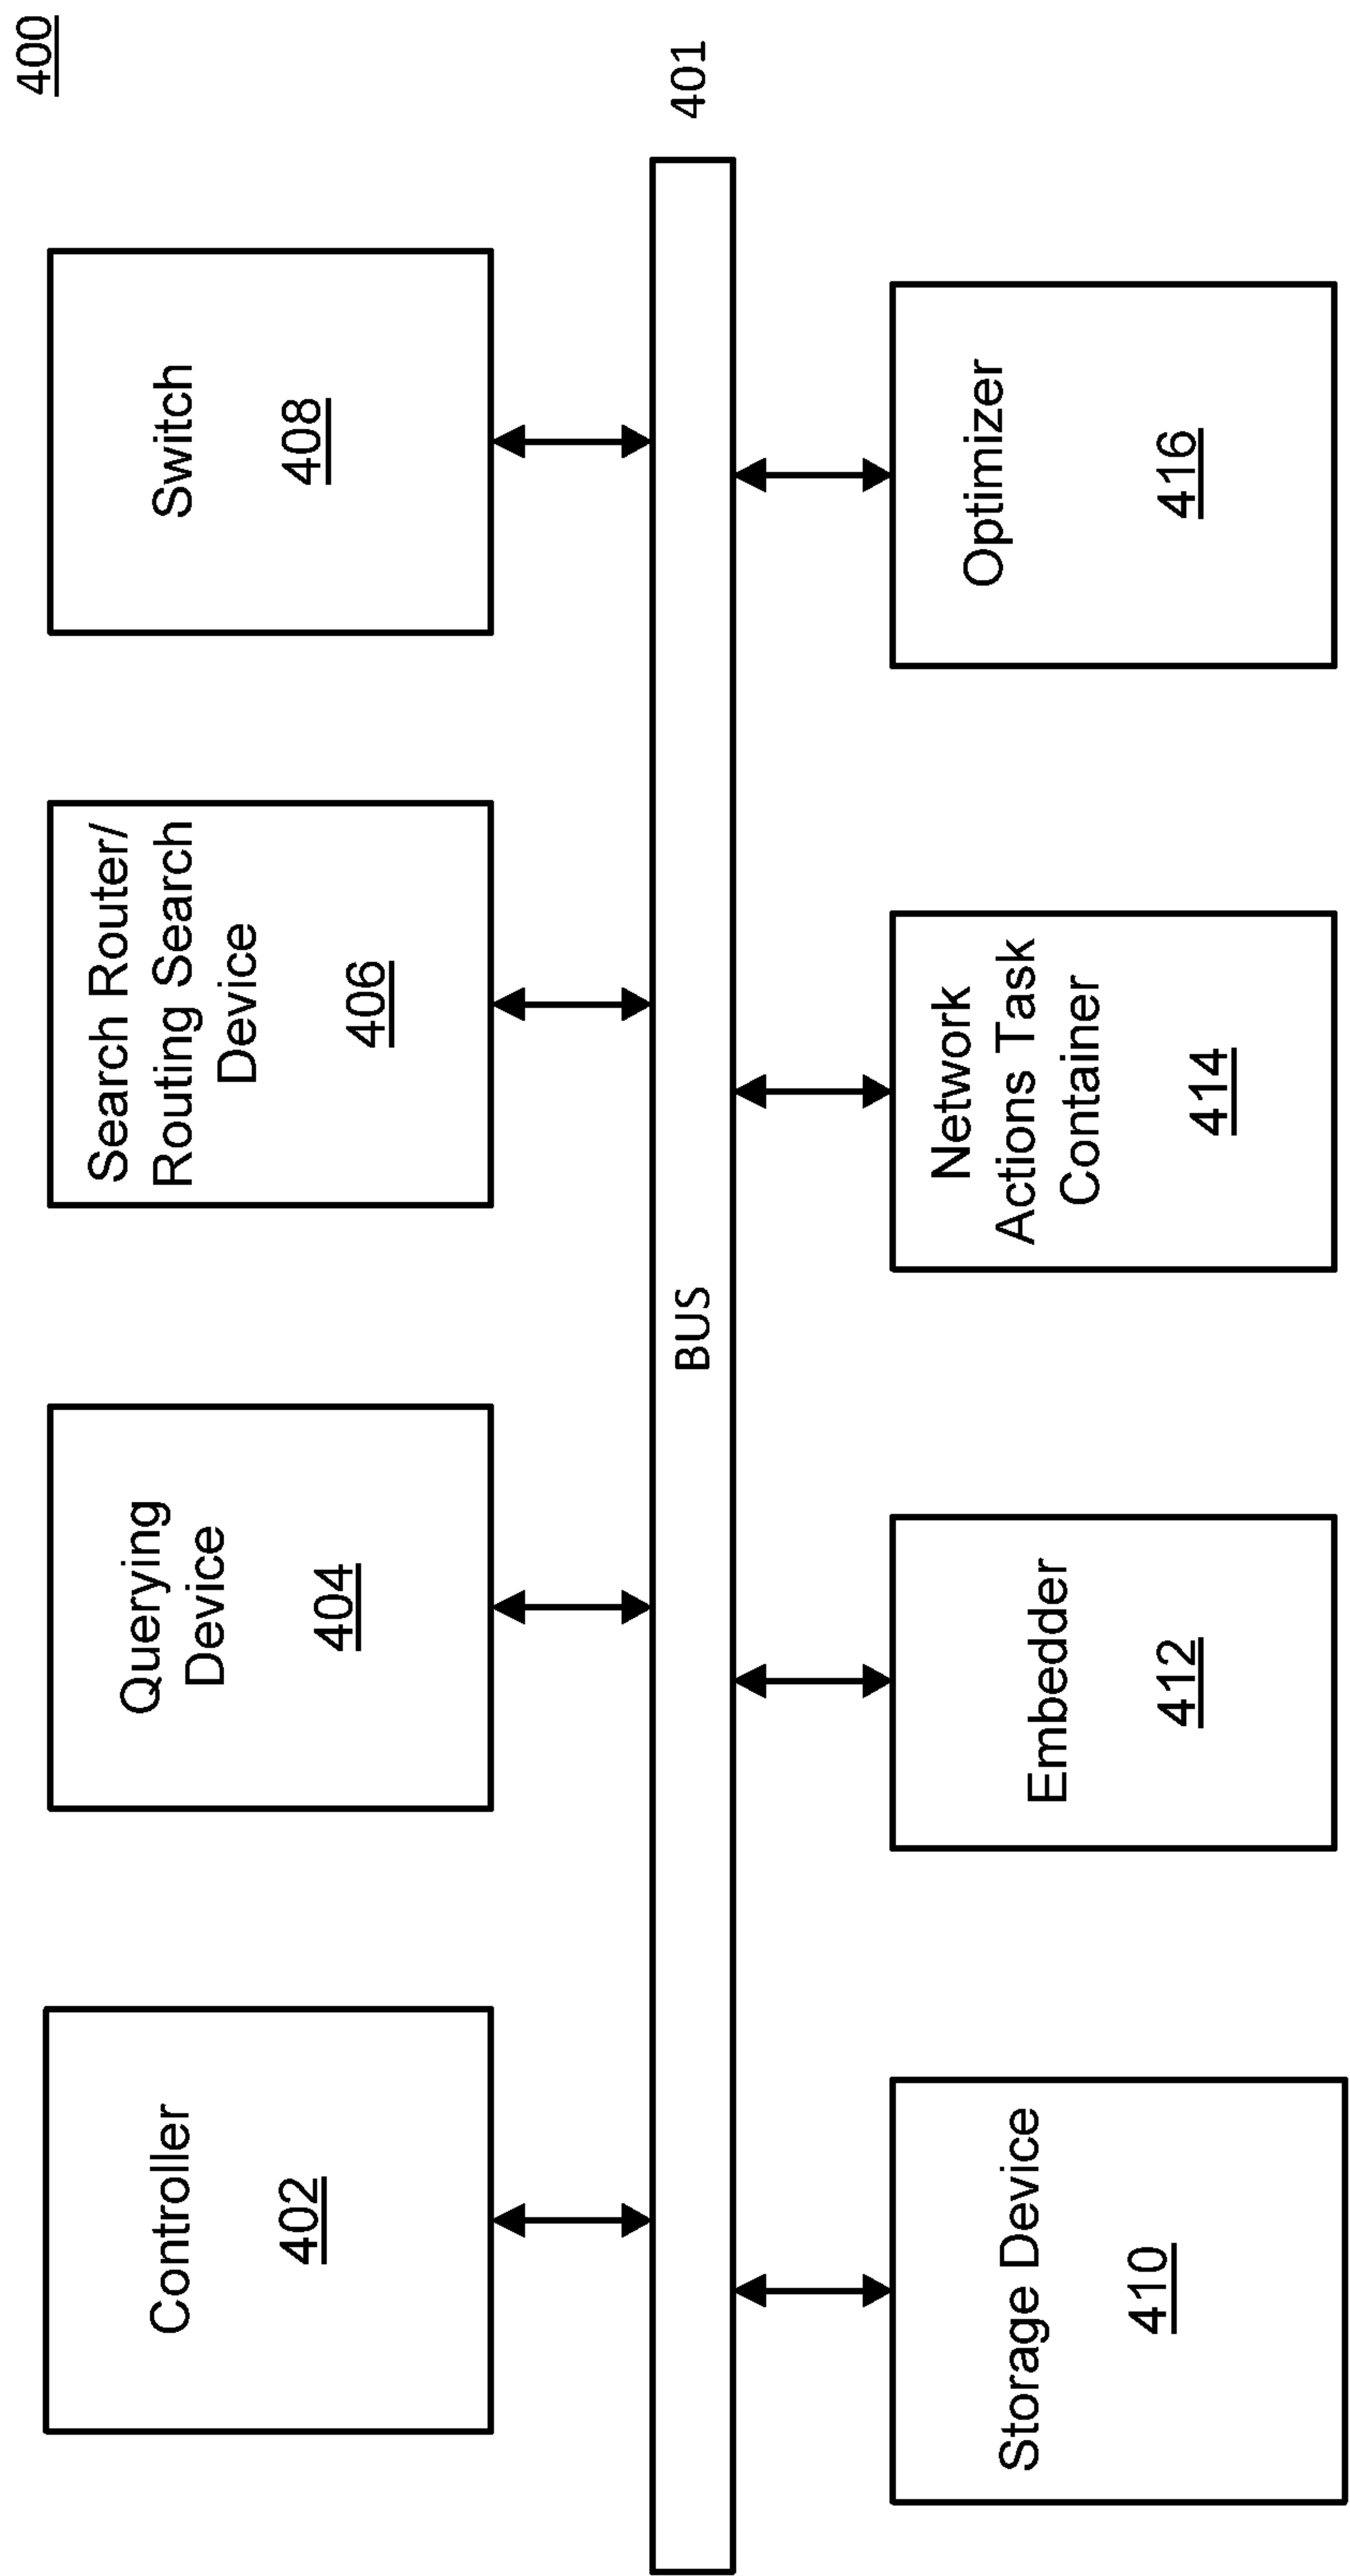 400
Controller
402
Querying
Device
404
Search Router/
Routing Search
Device
406
Switch
408
BUS
401
Storage Device
410
Embedder
412
Network
Actions Task
Container
414
Optimizer
416